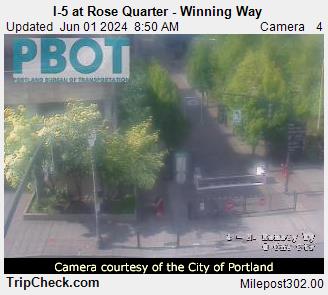 I-5 at Rose Quarter - Winning Way
Updated Jun 01 2024 8:50 AM Camera 4
PBOT
PORTLAND BUREAU OF TRANSPORTATION
Camera courtesy of the City of Portland
TripCheck.com Milepost302.00